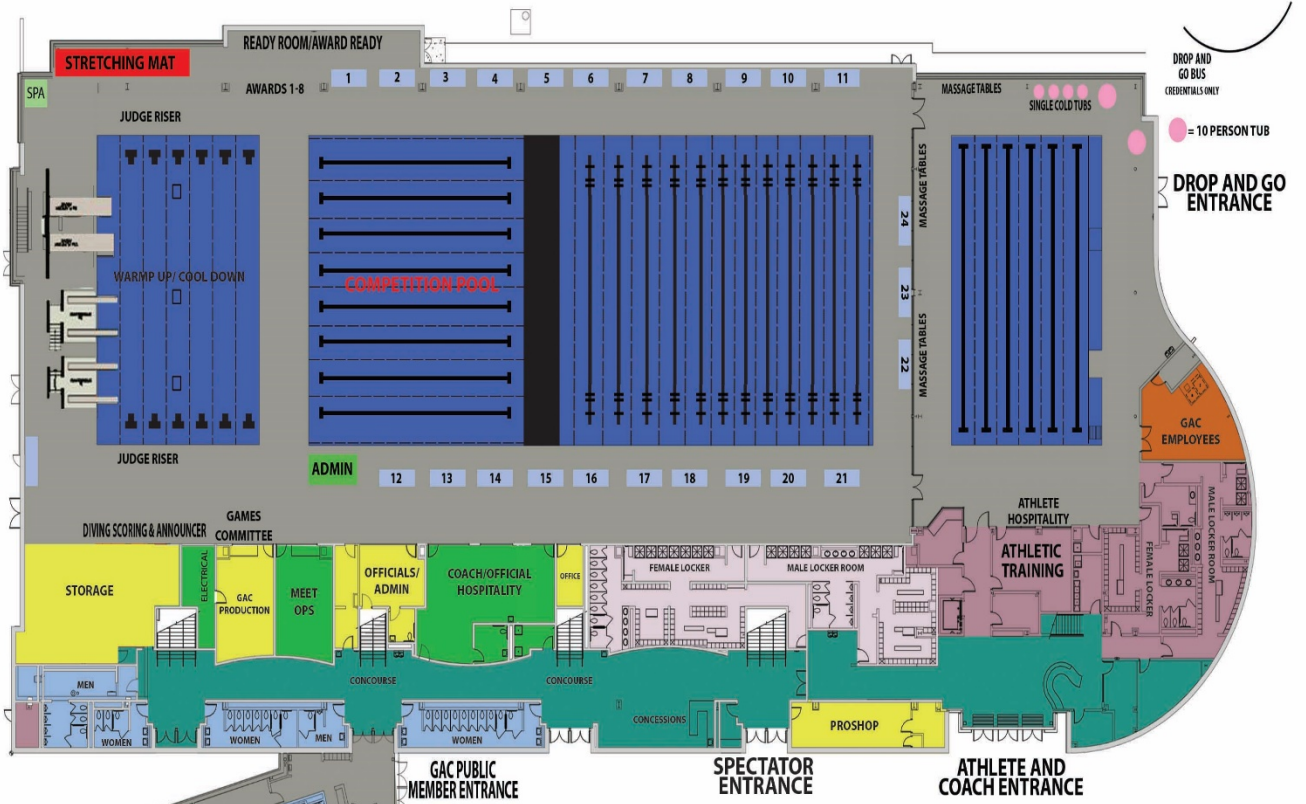 READY ROOM/AWARD READY
STRETCHING MAT
AWARDS 1-8
SPA
1
2
3
4
5
6
7
8
9
10
11
MASSAGE TABLES
SINGLE COLD TUBS
DROP AND
GO BUS
CREDENTIALS ONLY
= 10 PERSON TUB
DROP AND GO
ENTRANCE
JUDGE RISER
WARMP UP/ COOL DOWN
COMPETITION POOL
24
MASSAGE TABLES
23
22
MASSAGE TABLES
JUDGE RISER
ADMIN
12
13
14
15
16
17
18
19
20
21
GAC
EMPLOYEES
DIVING SCORING & ANNOUNCER
GAMES
COMMITTEE
ATHLETE
HOSPITALITY
STORAGE
ELECTRICAL
GAC
PRODUCTION
MEET
OPS
OFFICIALS/
ADMIN
COACH/OFFICIAL
HOSPITALITY
OFFICE
FEMALE LOCKER
MALE LOCKER ROOM
ATHLETIC
TRAINING
FEMALE LOCKER
MALE LOCKER ROOM
MEN
CONCOURSE
CONCOURSE
CONCESSIONS
PROSHOP
WOMEN
WOMEN
MEN
WOMEN
GAC PUBLIC
MEMBER ENTRANCE
SPECTATOR
ENTRANCE
ATHLETE AND
COACH ENTRANCE